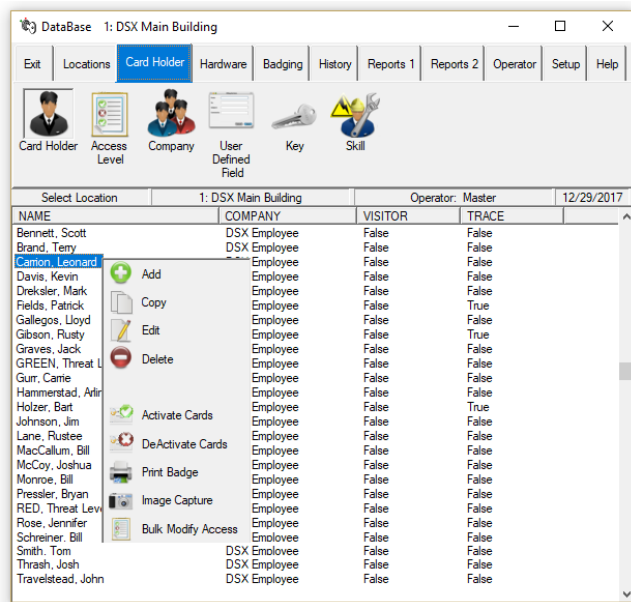 DataBase 1: DSX Main Building
Exit Locations Card Holder Hardware Badging History Reports 1 Reports 2 Operator Setup Help
Card Holder Access Level Company User Defined Field Key Skill
Select Location 1: DSX Main Building Operator: Master 12/29/2017
NAME COMPANY VISITOR TRACE
Bennett, Scott DSX Employee False False
Brand, Terry DSX Employee False False
Carrion, Leonard Employee False False
Davis, Kevin Employee False False
Dreksler, Mark Employee False False
Fields, Patrick Employee False True
Gallegos, Lloyd Employee False False
Gibson, Rusty Employee False True
Graves, Jack Employee False False
GREEN, Threat L Employee False False
Gurr, Carrie Employee False False
Hammerstad, Arlin Employee False False
Holzer, Bart Employee False True
Johnson, Jim Employee False False
Lane, Rustee Employee False False
MacCallum, Bill Employee False False
McCoy, Joshua Employee False False
Monroe, Bill Employee False False
Pressler, Bryan Employee False False
RED, Threat Leve Employee False False
Rose, Jennifer Employee False False
Schreiner, Bill Employee False False
Smith, Tom DSX Employee False False
Thrash, Josh DSX Employee False False
Travelstead, John DSX Employee False False
Add
Copy
Edit
Delete
Activate Cards
DeActivate Cards
Print Badge
Image Capture
Bulk Modify Access